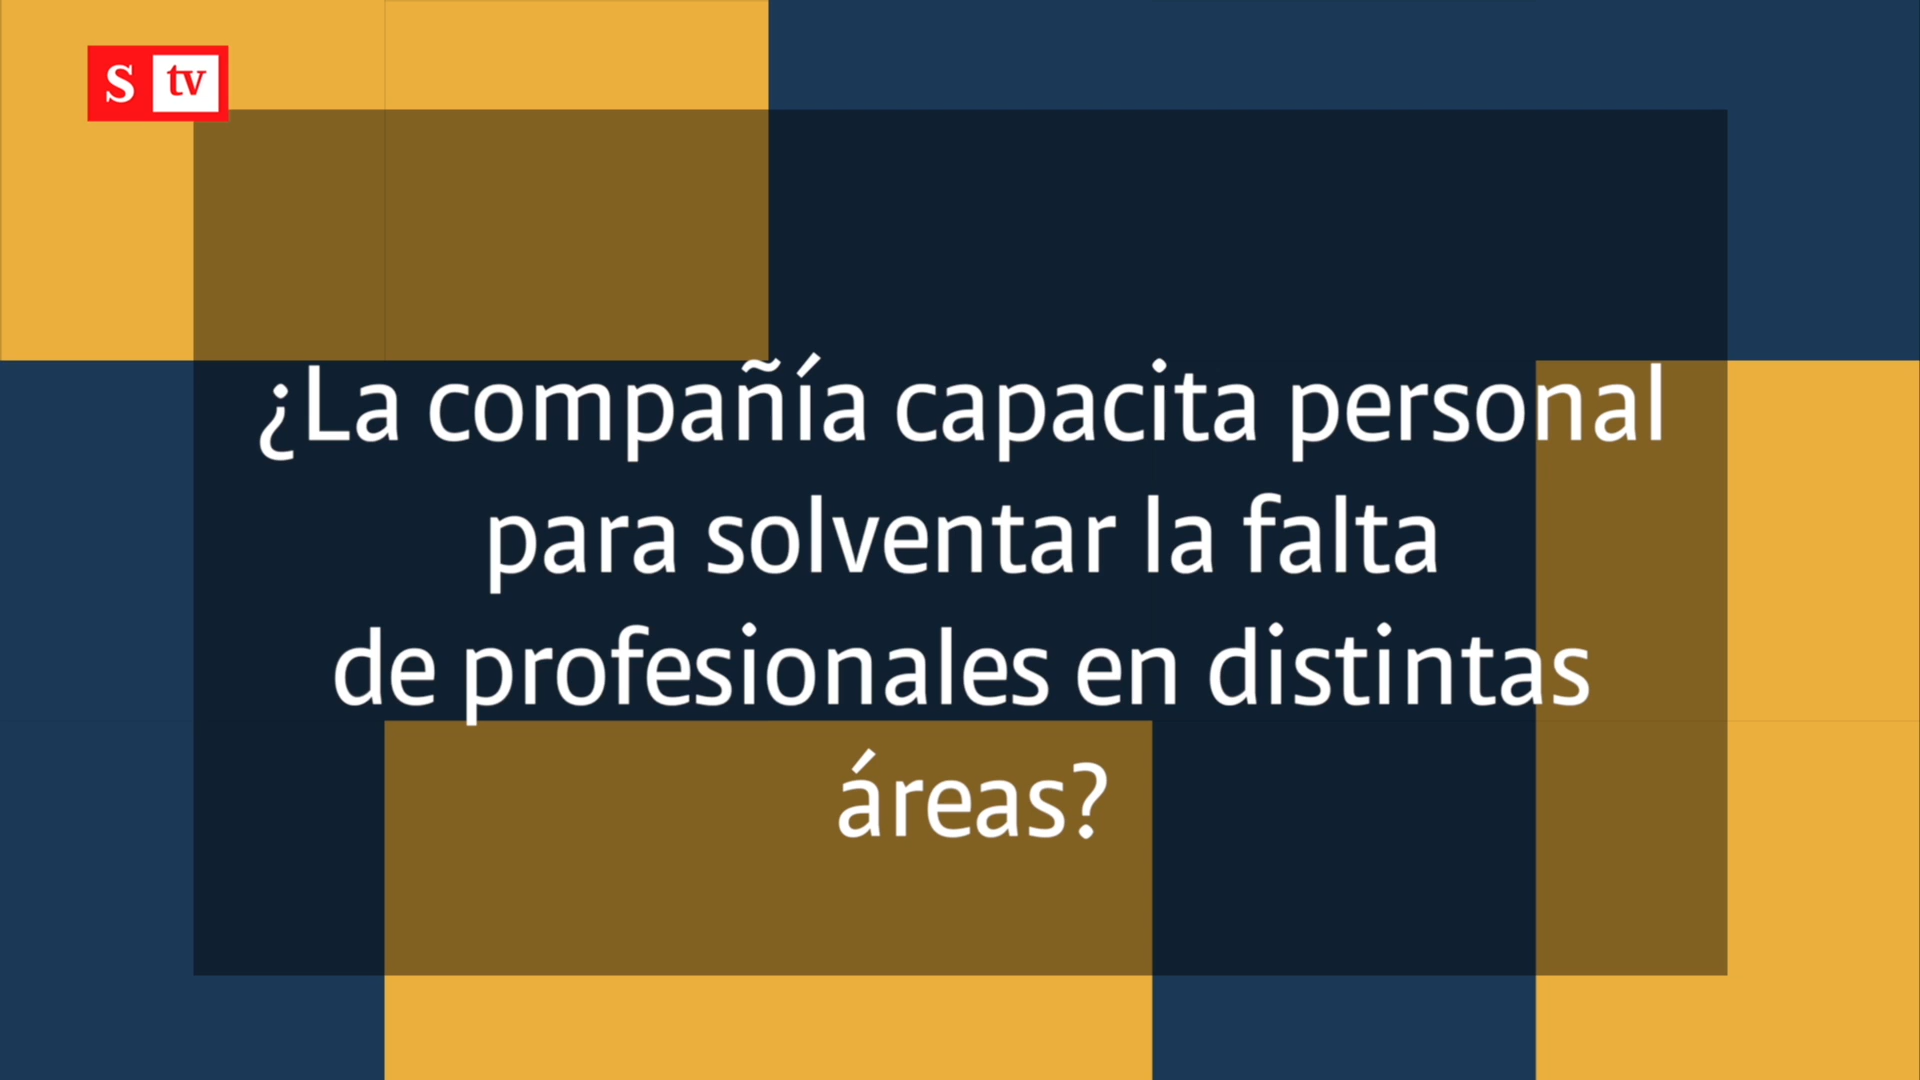 S tv
¿La compañía capacita personal
para solventar la falta
de profesionales en distintas
áreas?